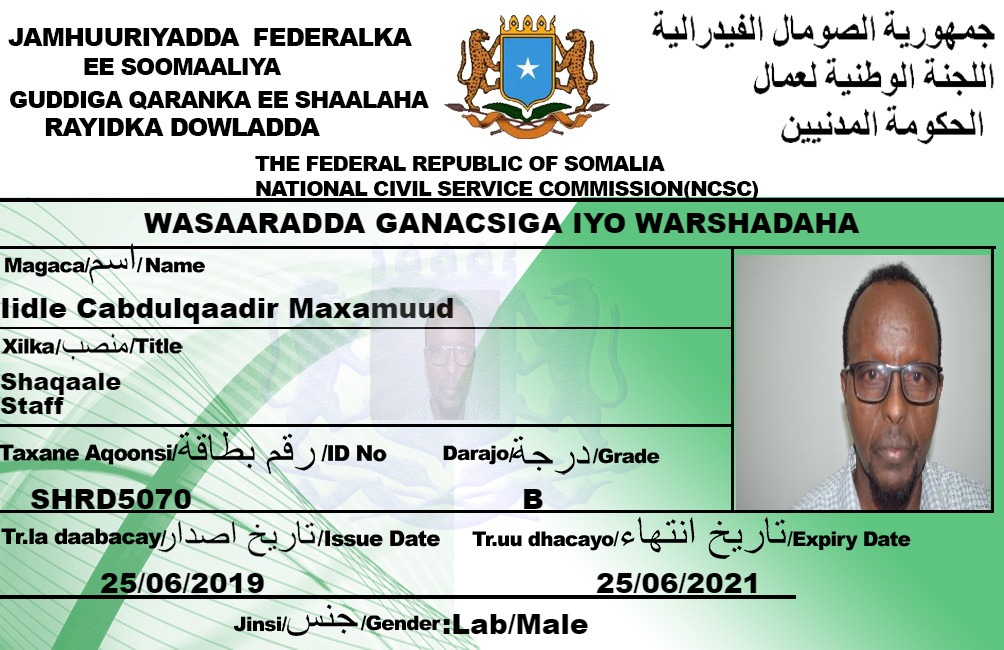 JAMHUURIYADDA FEDERALKA
EE SOOMAALIYA
GUDDIGA QARANKA EE SHAALAHA
RAYIDKA DOWLADDA
جمهورية الصومال الفيدرالية
اللجنة الوطنية لعمال
الحكومة المدنيين
THE FEDERAL REPUBLIC OF SOMALIA
NATIONAL CIVIL SERVICE COMMISSION(NCSC)
WASAARADDA GANACSIGA IYO WARSHADAHA
Magaca/اسم/Name
Iidle Cabdulqaadir Maxamuud
Xilka/منصب/Title
Shaqaale
Staff
Taxane Aqoonsi/رقم بطاقة/ID No Darajo/درجة/Grade
SHRD5070 B
Tr.la daabacay/تاريخ اصدار/Issue Date Tr.uu dhacayo/تاريخ انتهاء/Expiry Date
25/06/2019 25/06/2021
Jinsi/جنس/Gender:Lab/Male